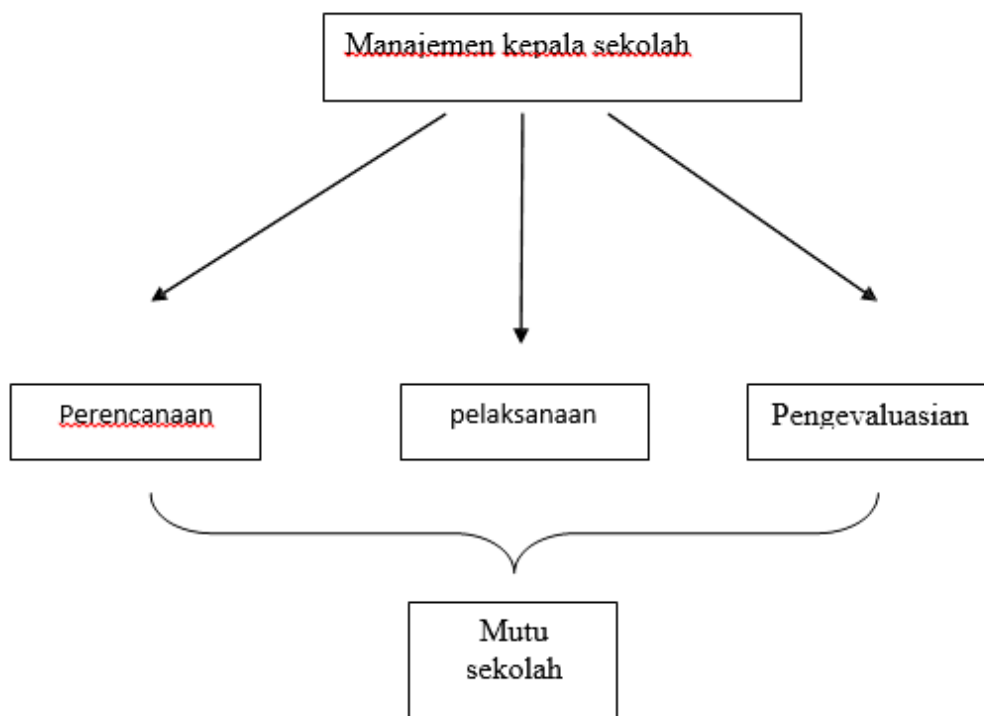 Manajemen kepala sekolah
Perencanaan
pelaksanaan
Pengevaluasian
Mutu
sekolah